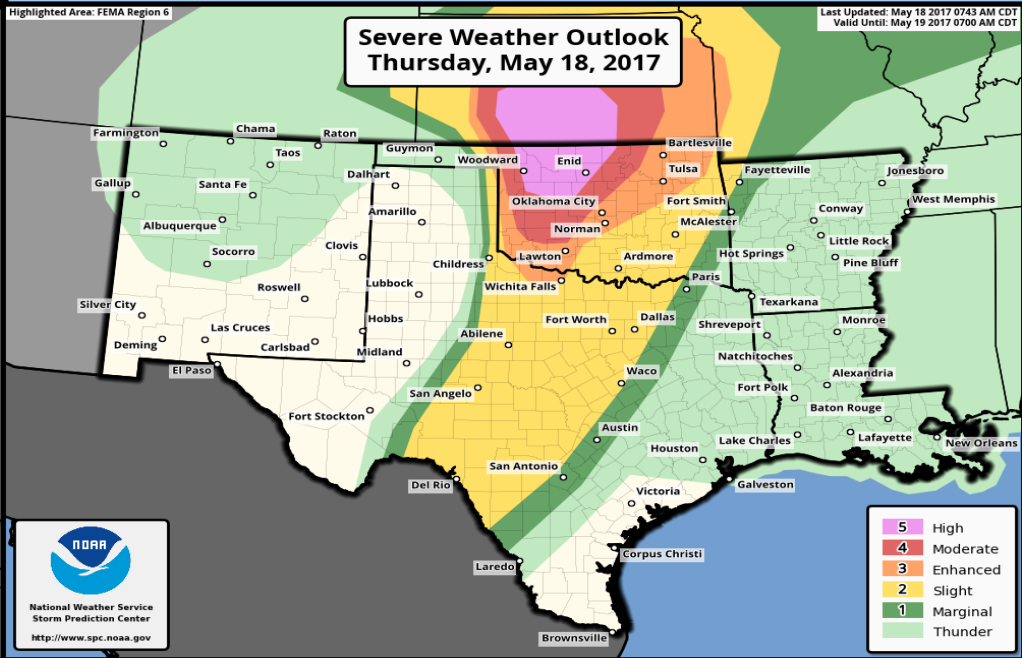 Highlighted Area: FEMA Region 6
Last Updated: May 18 2017 0743 AM CDT
Valid Until: May 19 2017 0700 AM CDT
Severe Weather Outlook
Thursday, May 18, 2017
Farmington
Chama
Raton
Guymon
Woodward
Enid
Bartlesville
Taos
Tulsa
Fayetteville
Jonesboro
Gallup
Santa Fe
Dalhart
Oklahoma City
Fort Smith
West Memphis
Albuquerque
Amarillo
Norman
McAlester
Conway
Socorro
Clovis
Childress
Lawton
Ardmore
Hot Springs
Little Rock
Pine Bluff
Silver City
Roswell
Lubbock
Wichita Falls
Paris
Texarkana
Las Cruces
Hobbs
Abilene
Fort Worth
Dallas
Shreveport
Monroe
Deming
Carlsbad
Midland
Natchitoches
El Paso
San Angelo
Waco
Fort Polk
Alexandria
Fort Stockton
Austin
Baton Rouge
Houston
Lake Charles
Lafayette
New Orleans
Del Rio
San Antonio
Victoria
Galveston
Laredo
Corpus Christi
Brownsville
NOAA
National Weather Service
Storm Prediction Center
http://www.spc.noaa.gov
5 High
4 Moderate
3 Enhanced
2 Slight
1 Marginal
Thunder